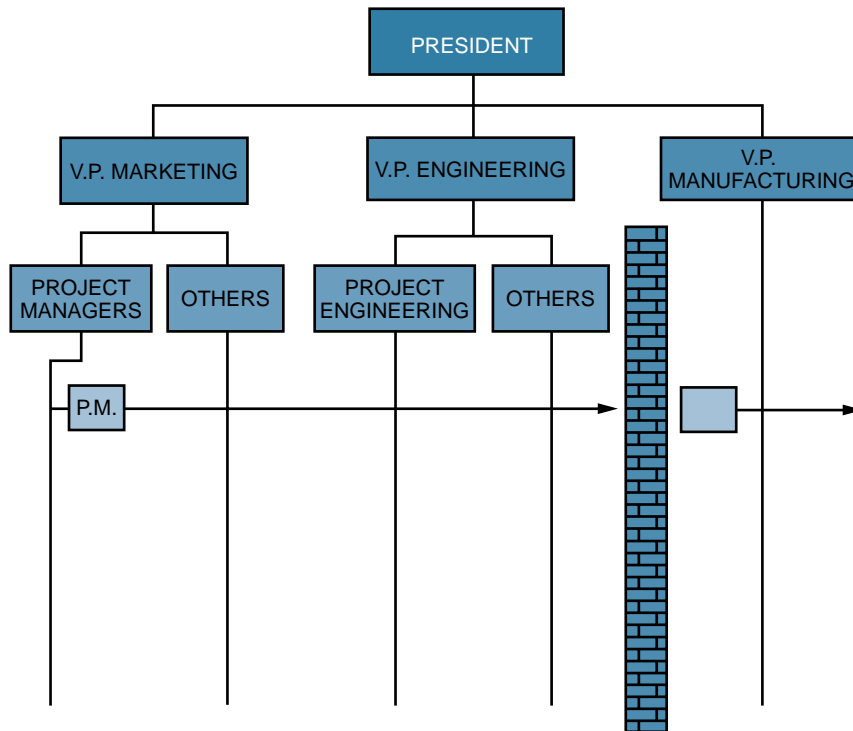 PRESIDENT
V.P. MARKETING
V.P. ENGINEERING
V.P.
MANUFACTURING
PROJECT
MANAGERS
OTHERS
PROJECT
ENGINEERING
OTHERS
P.M.